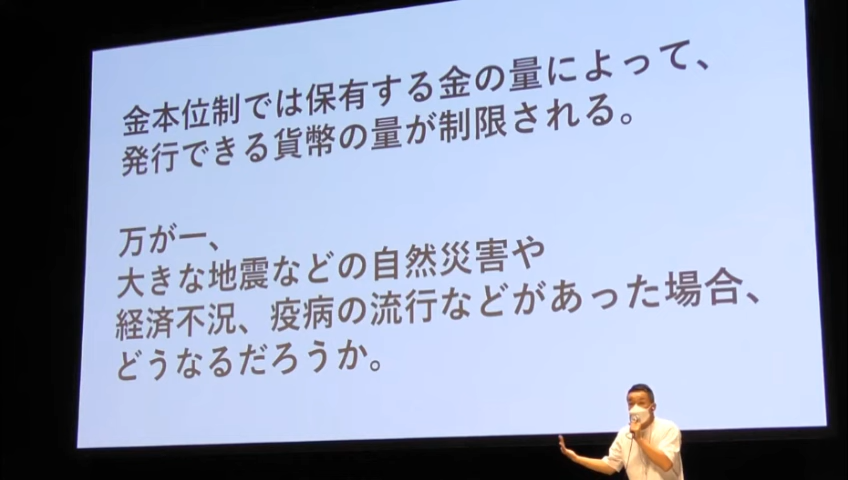 金本位制では保有する金の量によって、
発行できる貨幣の量が制限される。
万が一、
大きな地震などの自然災害や
経済不況、疫病の流行などがあった場合、
どうなるだろうか。